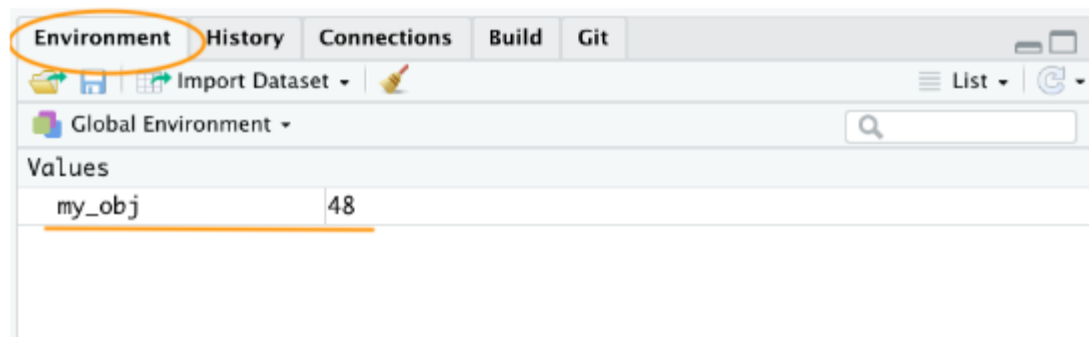 Environment History Connections Build Git
Import Dataset List
Global Environment
Values
my_obj 48